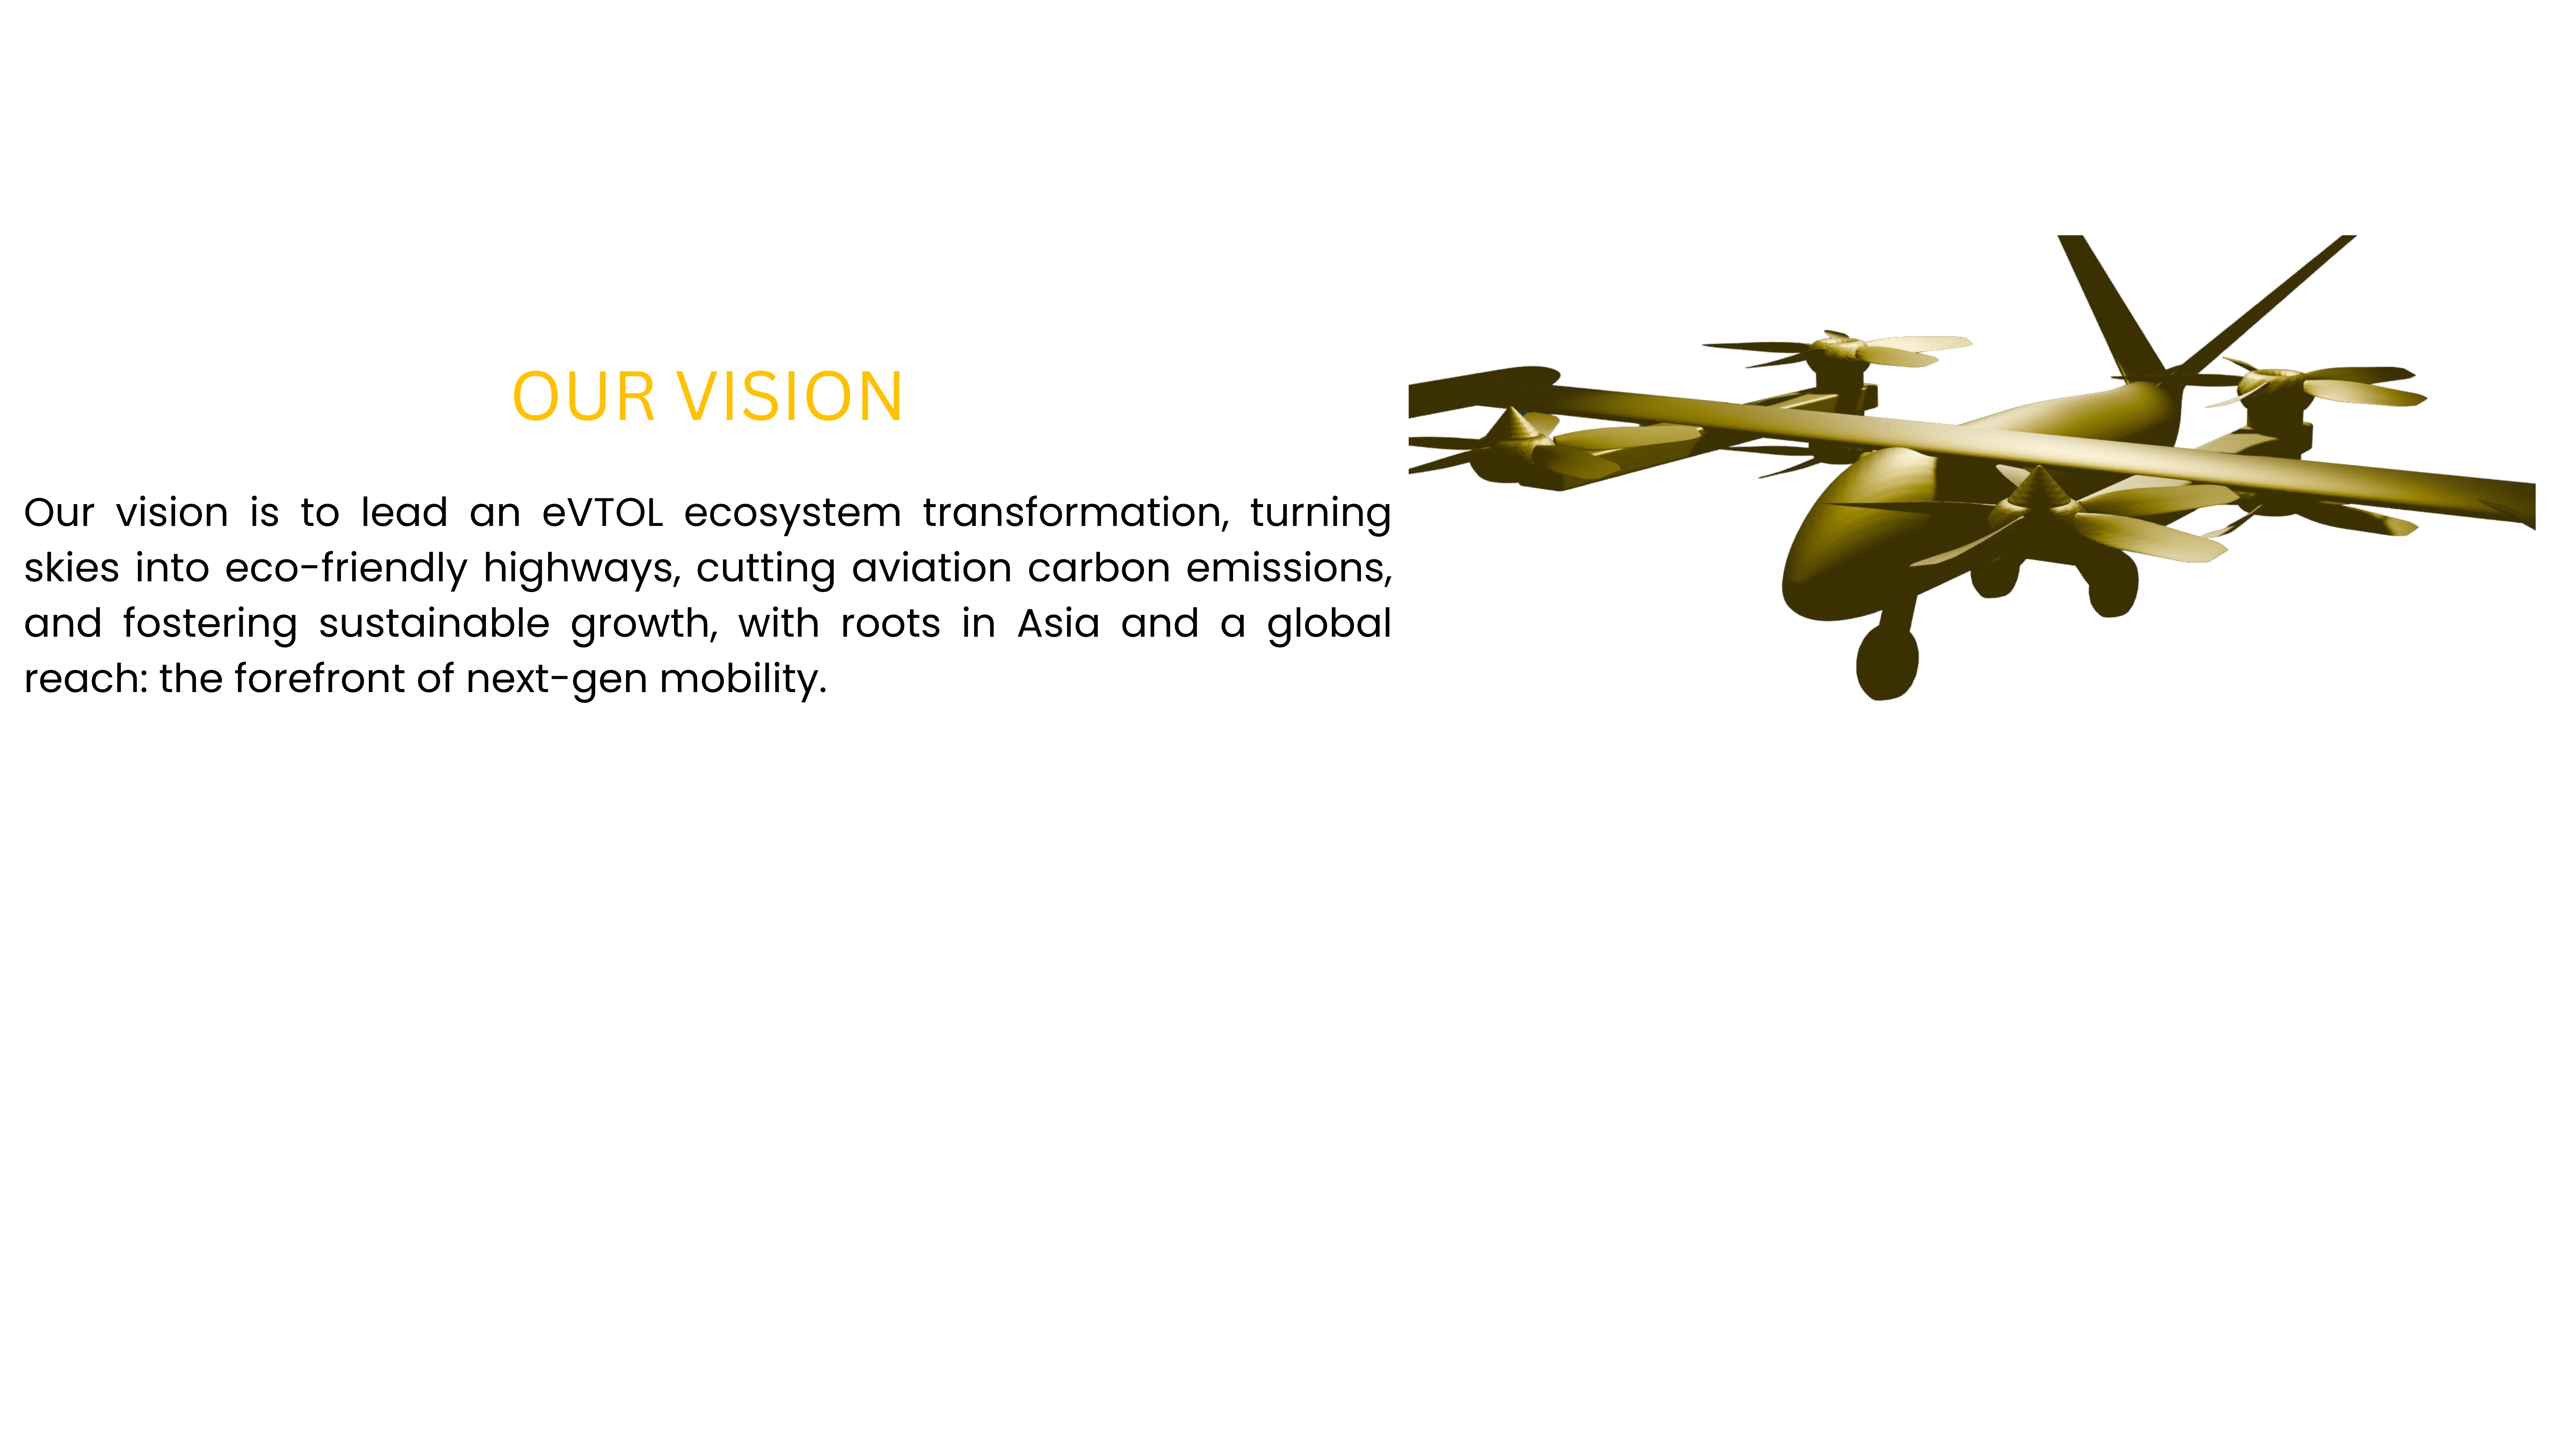 OUR VISION
Our vision is to lead an eVTOL ecosystem transformation, turning
skies into eco-friendly highways, cutting aviation carbon emissions,
and fostering sustainable growth, with roots in Asia and a global
reach: the forefront of next-gen mobility.